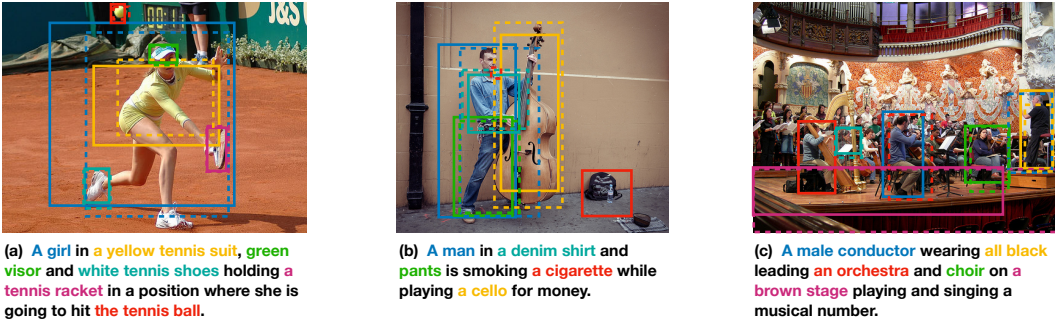 J&S
(a) A girl in a yellow tennis suit, green
visor and white tennis shoes holding a
tennis racket in a position where she is
going to hit the tennis ball.
(b) A man in a denim shirt and
pants is smoking a cigarette while
playing a cello for money.
(c) A male conductor wearing all black
leading an orchestra and choir on a
brown stage playing and singing a
musical number.